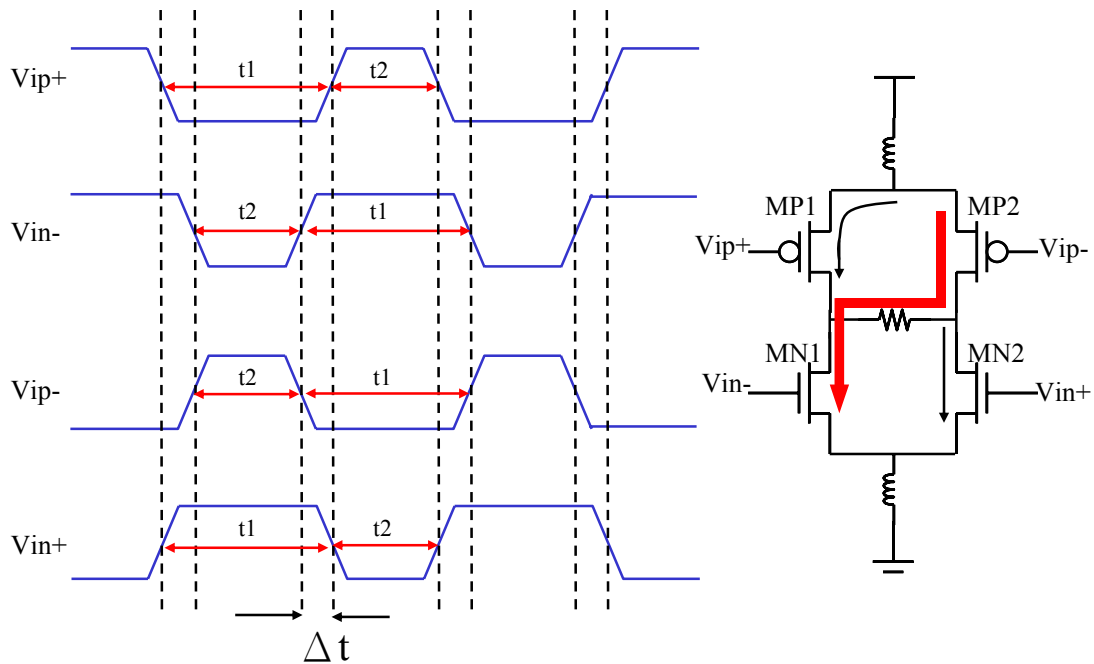 Vip+
t1
t2
Vin-
t2
t1
Vip-
t2
t1
Vin+
t1
t2
Δt
MP1
MP2
Vip+
Vip-
MN1
MN2
Vin-
Vin+